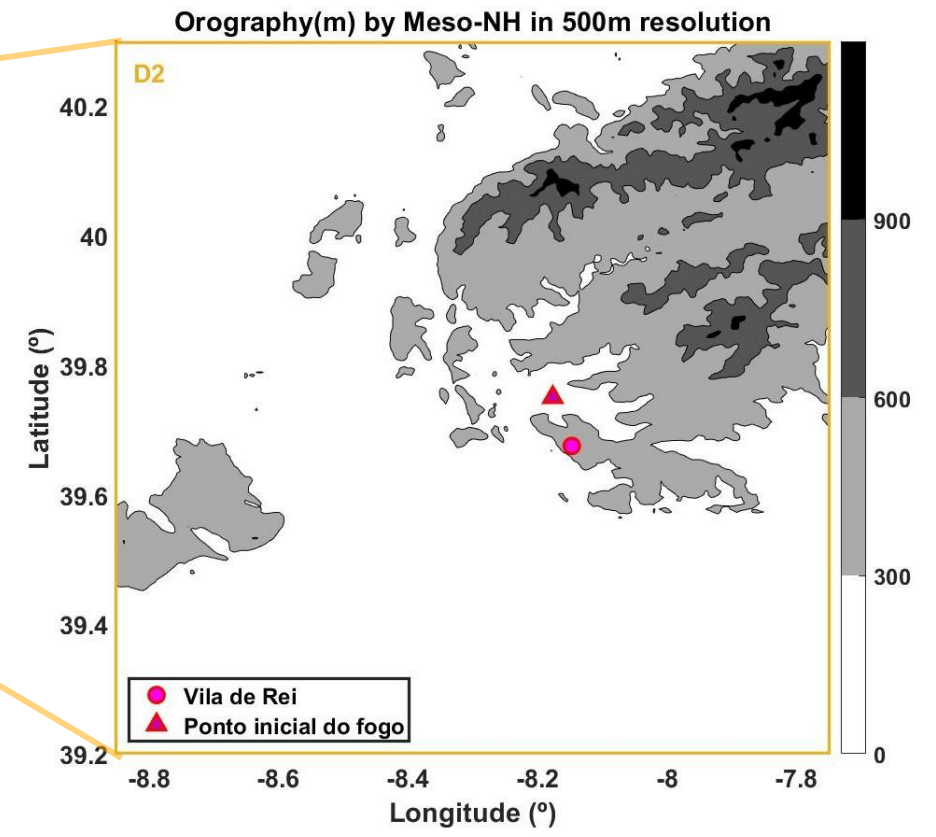 Orography(m) by Meso-NH in 500m resolution
D2
40.2
40
39.8
39.6
39.4
39.2
Latitude (º)
-8.8 -8.6 -8.4 -8.2 -8 -7.8
Longitude (º)
Vila de Rei
Ponto inicial do fogo
900
600
300
0